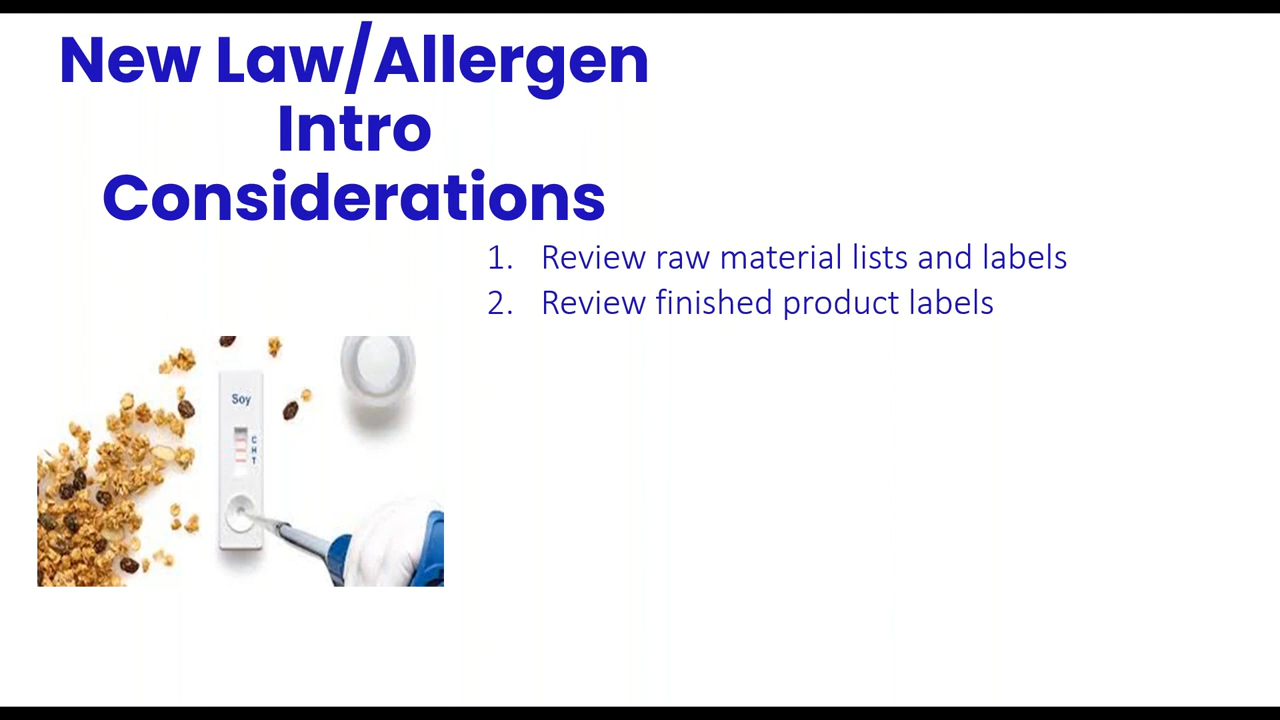 New Law/Allergen
Intro
Considerations
1. Review raw material lists and labels
2. Review finished product labels
Soy
C
H
T